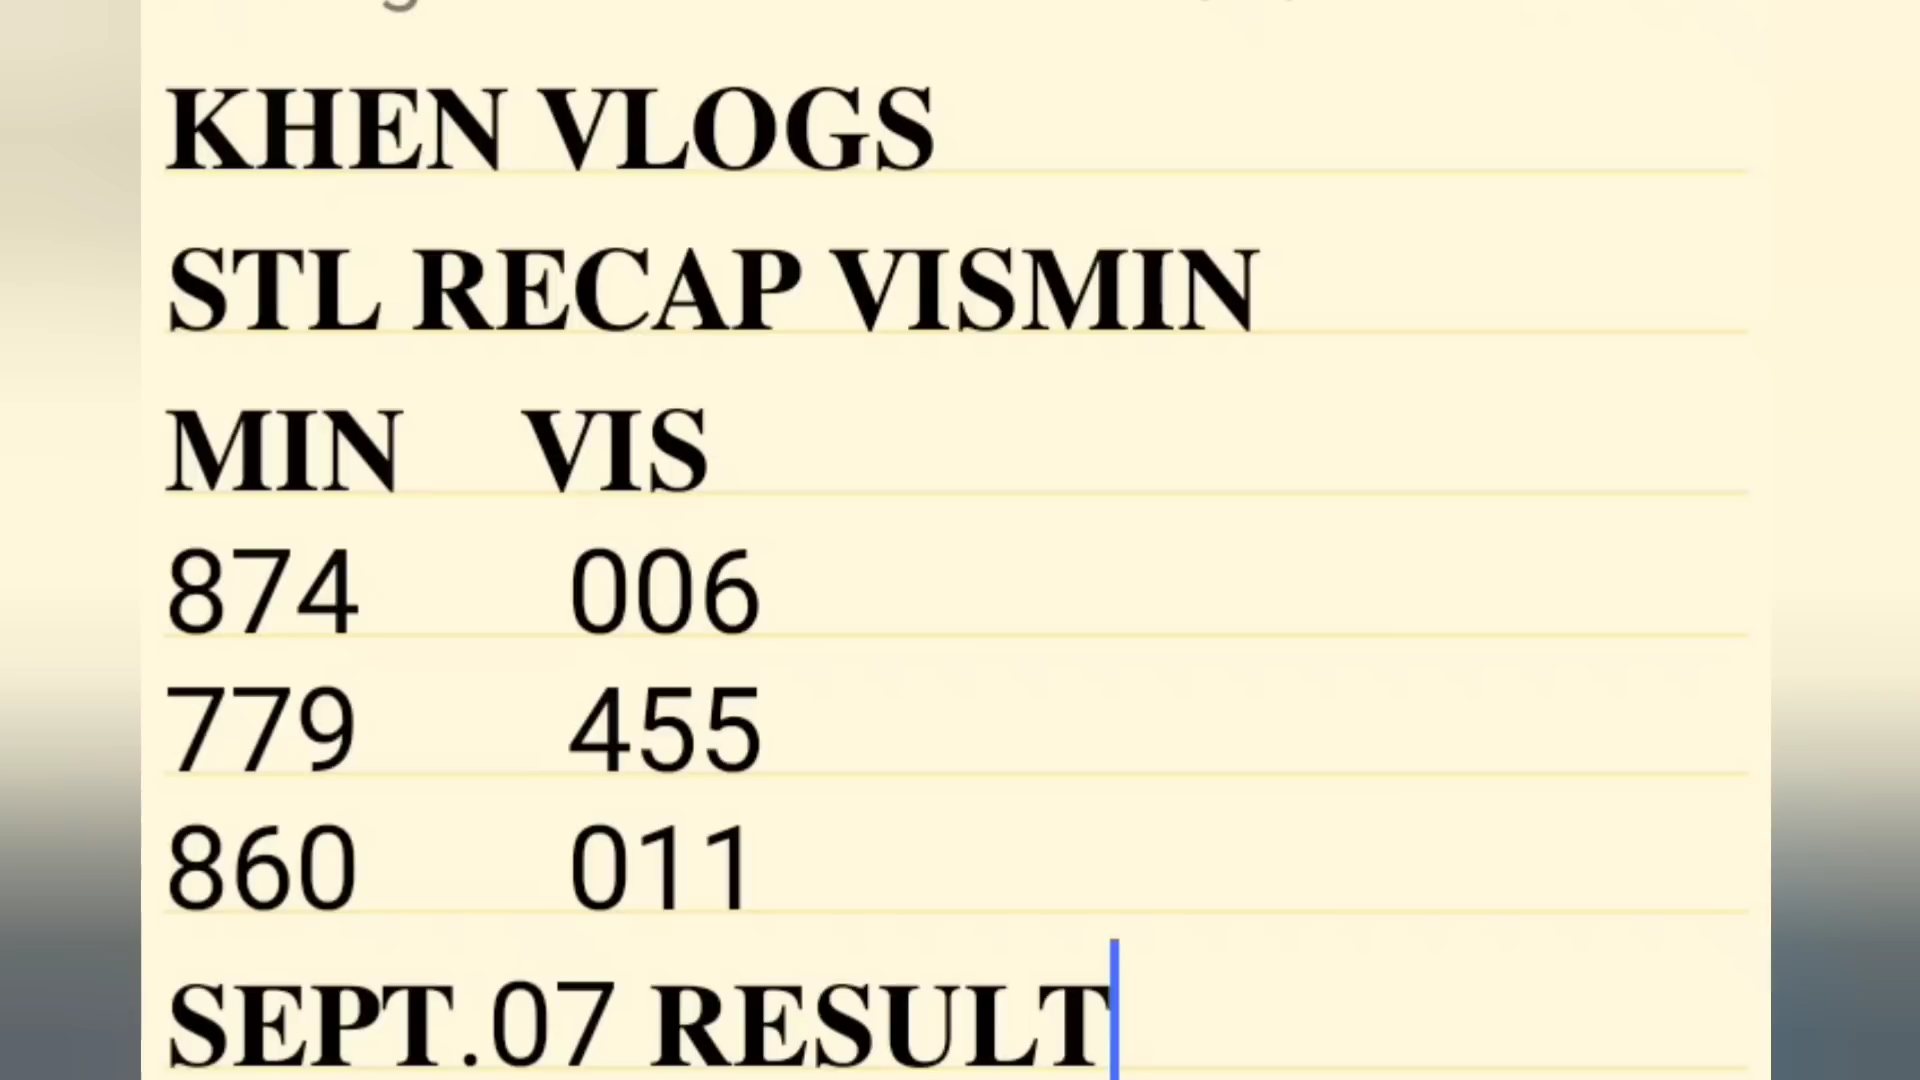 KHEN VLOGS
STL RECAP VISMIN
MIN VIS
874 006
779 455
860 011
SEPT.07 RESULT